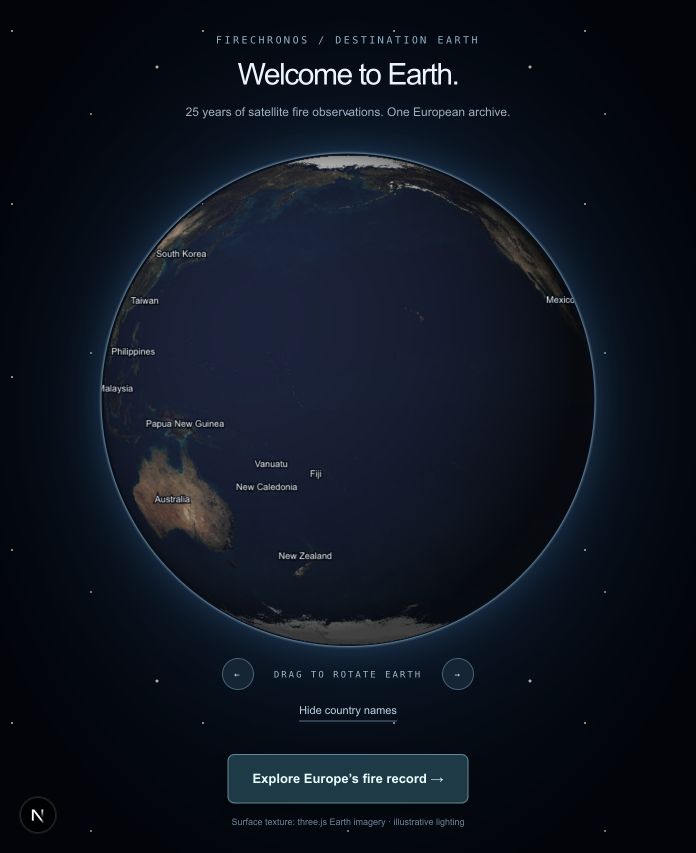 FIRECHRONOS / DESTINATION EARTH
Welcome to Earth.
25 years of satellite fire observations. One European archive.
South Korea
Taiwan
Mexico
Philippines
Malaysia
Papua New Guinea
Vanuatu
Fiji
New Caledonia
Australia
New Zealand
←
DRAG TO ROTATE EARTH
→
Hide country names
Explore Europe's fire record →
N
Surface texture: three.js Earth imagery · illustrative lighting